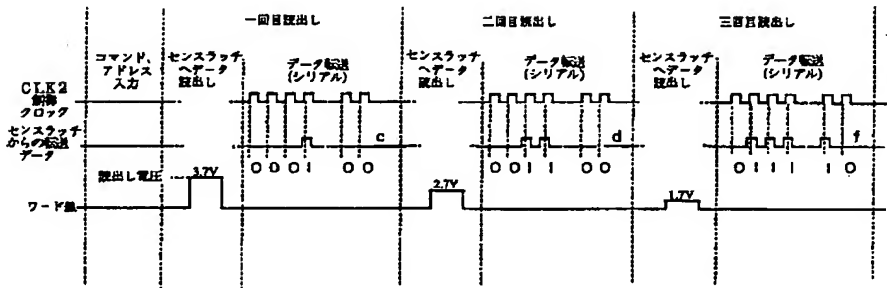 一回目読出し
二回目読出し
三回目読出し
コマンド、
アドレス
入力
センスラッチ
へデータ
読出し
データ転送
(シリアル)
センスラッチ
へデータ
読出し
データ転送
(シリアル)
センスラッチ
へデータ
読出し
データ転送
(シリアル)
CLK2
制御
クロック
センスラッチ
からの転送
データ
c
d
f
0 0 0 1 0 0
0 0 1 1 0 0
0 1 1 1 1 0
読出し電圧
3.7V
2.7V
1.7V
ワード線